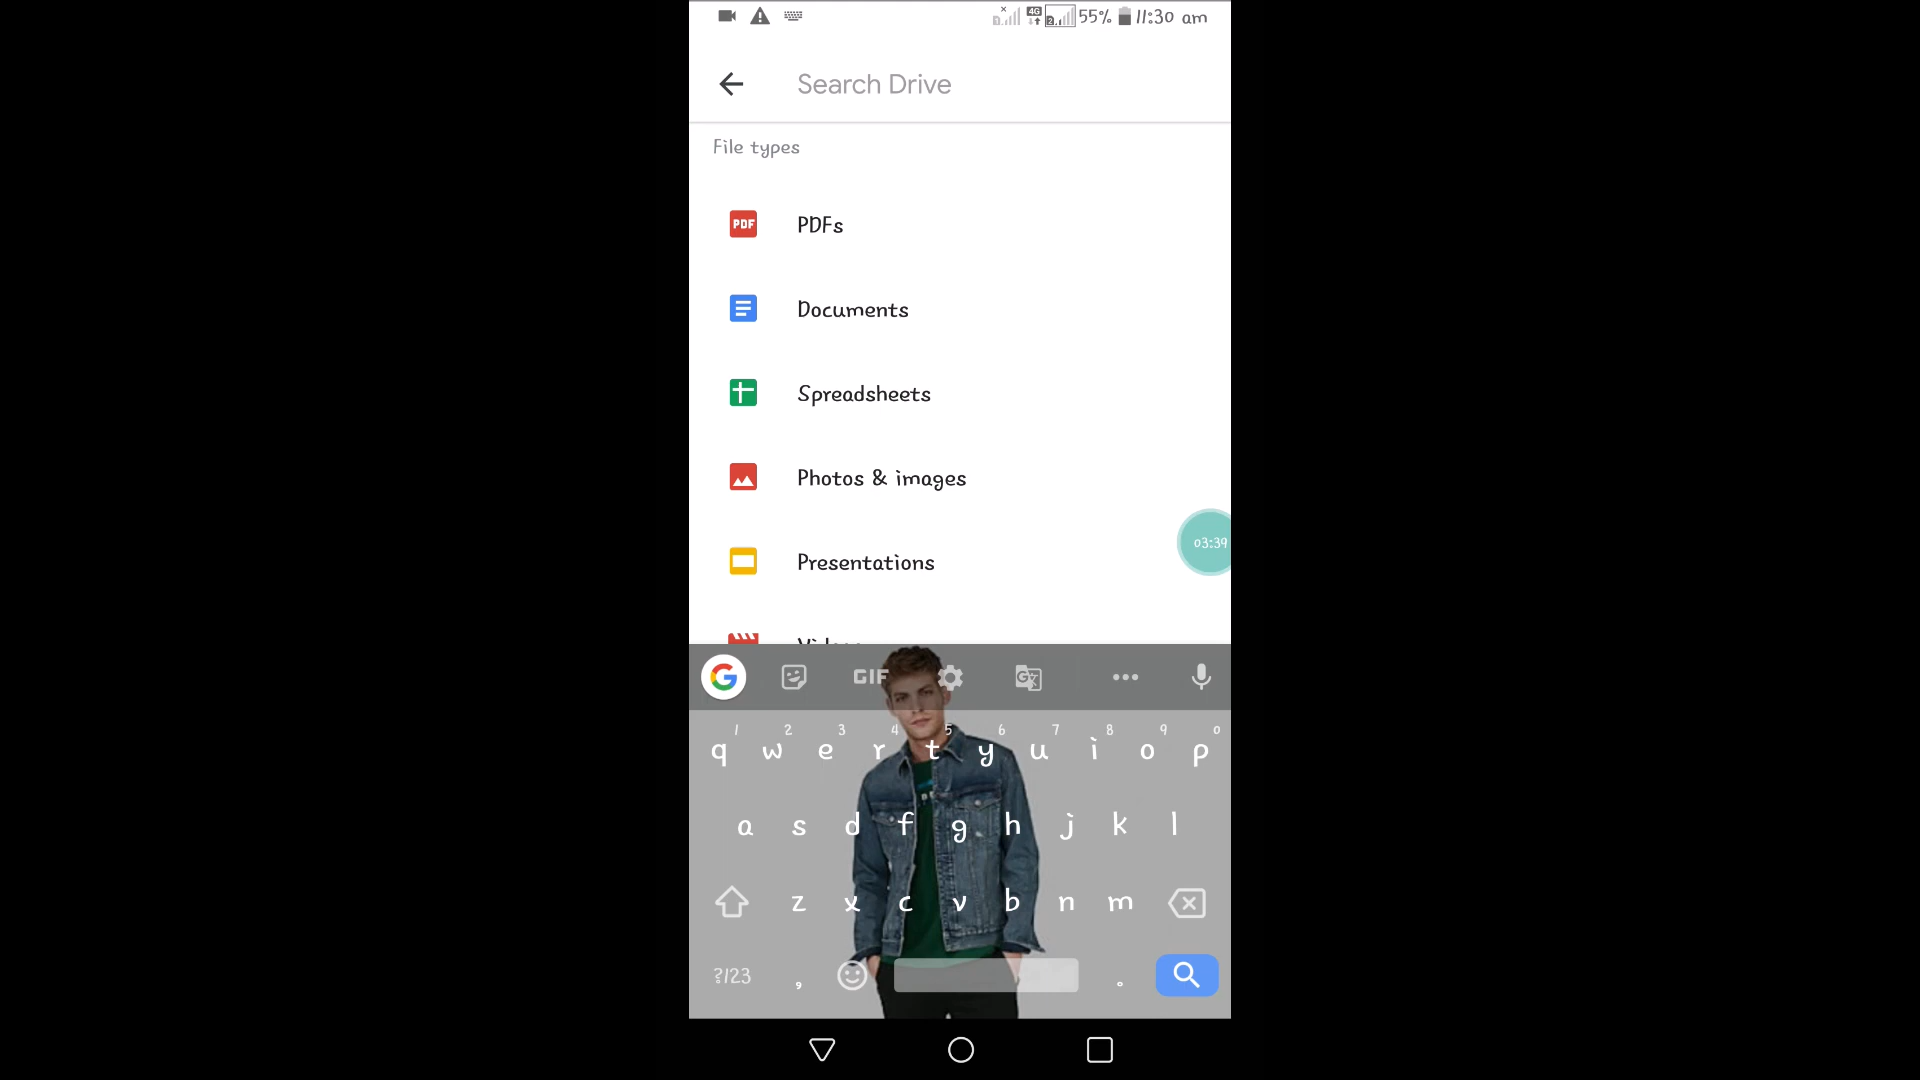 4G 55% 11:30 am
Search Drive
File types
PDF PDFs
Documents
Spreadsheets
Photos & images
Presentations
03:39
GIF
1 2 3 4 5 6 7 8 9 0
q w e r t y u i o p
a s d f g h j k l
z x c v b n m
?123 , .